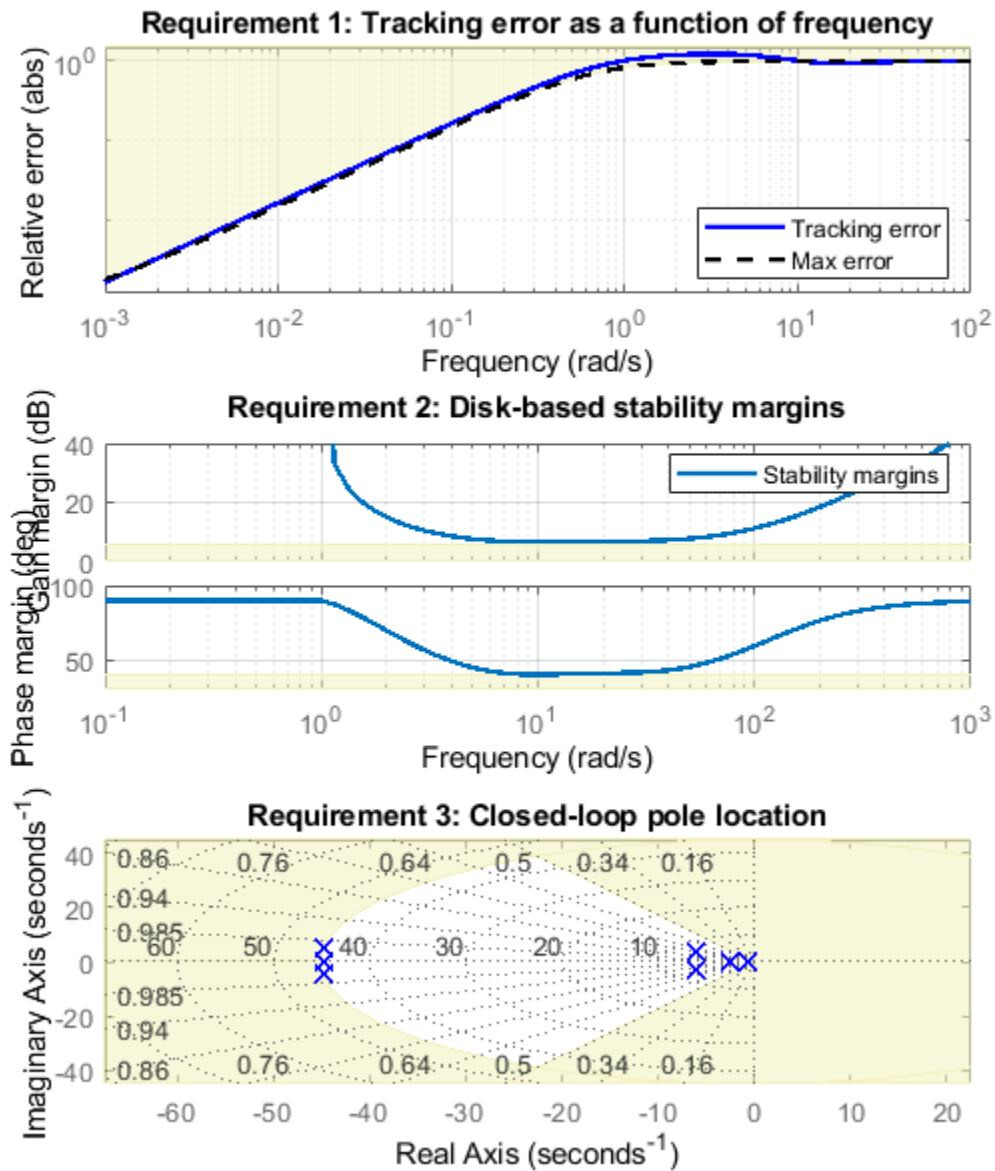 Requirement 1: Tracking error as a function of frequency
Relative error (abs)
10^0
Tracking error
Max error
10^-3 10^-2 10^-1 10^0 10^1 10^2
Frequency (rad/s)
Requirement 2: Disk-based stability margins
Gain margin (dB)
40
Stability margins
20
0
Phase margin (deg)
100
50
10^-1 10^0 10^1 10^2 10^3
Frequency (rad/s)
Requirement 3: Closed-loop pole location
Imaginary Axis (seconds^-1)
40 0.86 0.76 0.64 0.5 0.34 0.16
20 0.94
0.985
0 60 50 40 30 20 10
0.985
-20 0.94
-40 0.86 0.76 0.64 0.5 0.34 0.16
-60 -50 -40 -30 -20 -10 0 10 20
Real Axis (seconds^-1)